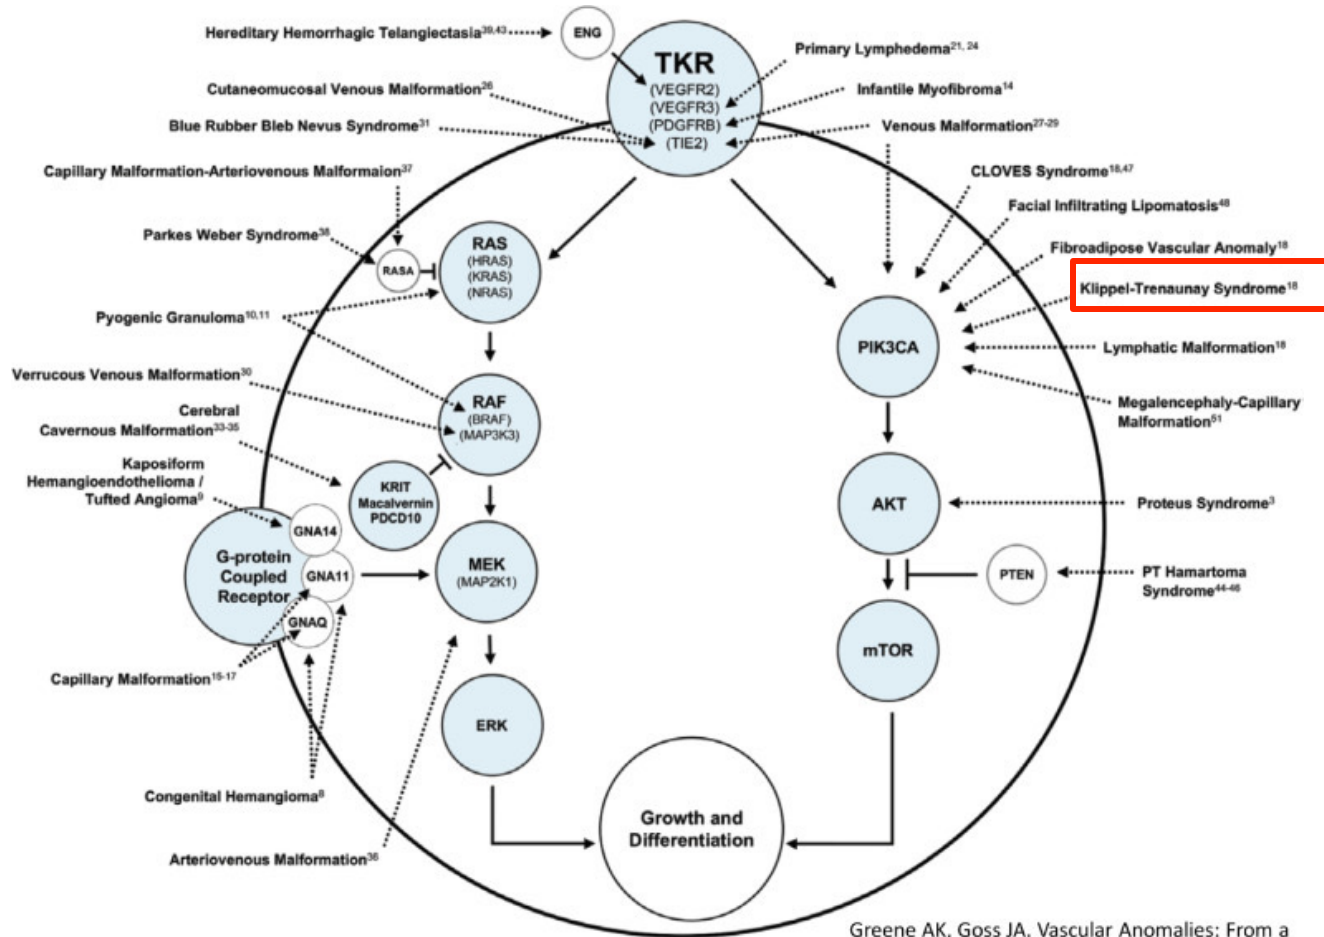 Hereditary Hemorrhagic Telangiectasia39,43
ENG
TKR
(VEGFR2)
(VEGFR3)
(PDGFRB)
(TIE2)
Primary Lymphedema21, 24
Cutaneomucosal Venous Malformation26
Infantile Myofibroma14
Blue Rubber Bleb Nevus Syndrome31
Venous Malformation27-29
Capillary Malformation-Arteriovenous Malformaion37
CLOVES Syndrome18,47
Facial Infiltrating Lipomatosis48
Parkes Weber Syndrome38
RASA
RAS
(HRAS)
(KRAS)
(NRAS)
Fibroadipose Vascular Anomaly18
Klippel-Trenaunay Syndrome18
Pyogenic Granuloma10,11
PIK3CA
Lymphatic Malformation18
Verrucous Venous Malformation30
RAF
(BRAF)
(MAP3K3)
Megalencephaly-Capillary
Malformation51
Cerebral
Cavernous Malformation33-35
Kaposiform
Hemangioendothelioma /
Tufted Angioma9
KRIT
Macalvernin
PDCD10
AKT
Proteus Syndrome3
GNA14
G-protein
Coupled
Receptor
GNA11
GNAQ
MEK
(MAP2K1)
PTEN
PT Hamartoma
Syndrome44-46
mTOR
Capillary Malformation15-17
ERK
Congenital Hemangioma8
Growth and
Differentiation
Arteriovenous Malformation36
Greene AK, Goss JA. Vascular Anomalies: From a